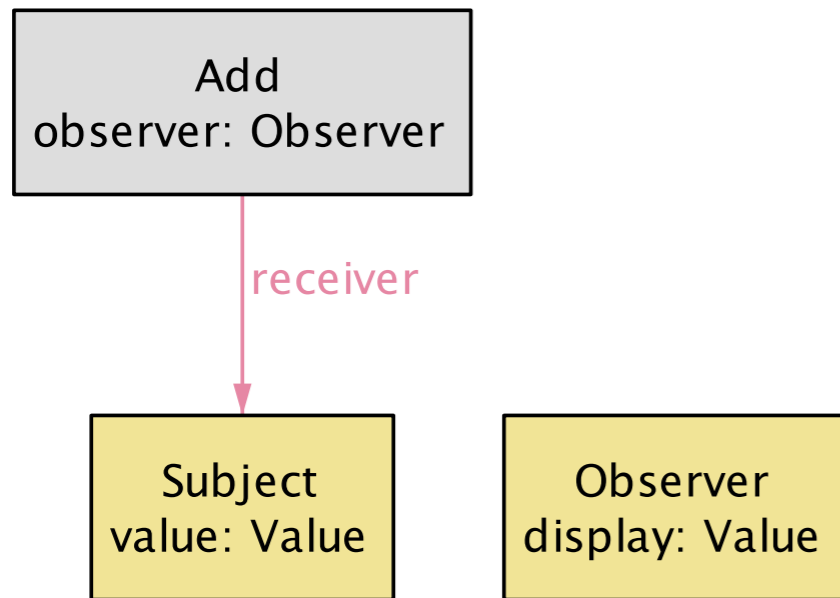 Add
observer: Observer
receiver
Subject
value: Value
Observer
display: Value